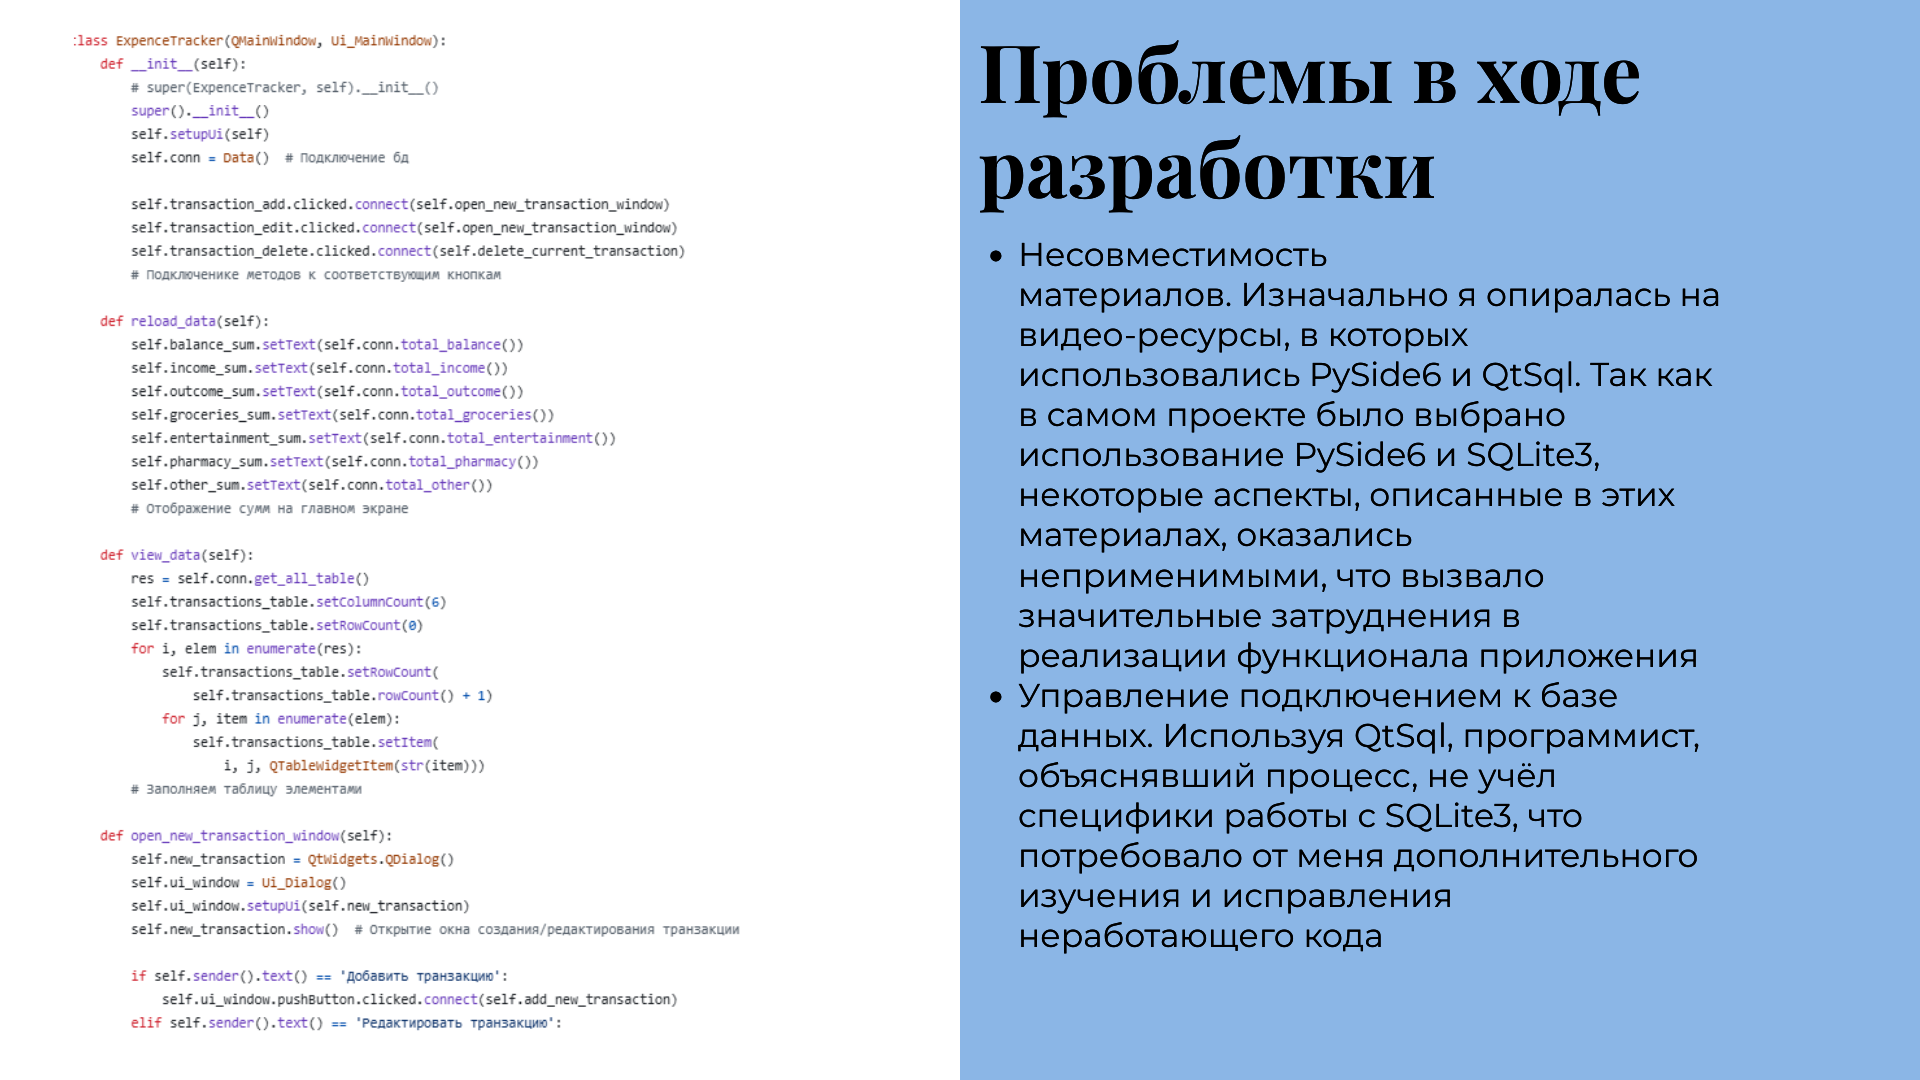 :lass ExpenceTracker(QMainWindow, Ui_MainWindow):
def __init__(self):
# super(ExpenceTracker, self).__init__()
super().__init__()
self.setupUi(self)
self.conn = Data()  # Подключение бд
self.transaction_add.clicked.connect(self.open_new_transaction_window)
self.transaction_edit.clicked.connect(self.open_new_transaction_window)
self.transaction_delete.clicked.connect(self.delete_current_transaction)
# Подключенике методов к соответствующим кнопкам
def reload_data(self):
self.balance_sum.setText(self.conn.total_balance())
self.income_sum.setText(self.conn.total_income())
self.outcome_sum.setText(self.conn.total_outcome())
self.groceries_sum.setText(self.conn.total_groceries())
self.entertainment_sum.setText(self.conn.total_entertainment())
self.pharmacy_sum.setText(self.conn.total_pharmacy())
self.other_sum.setText(self.conn.total_other())
# Отображение сумм на главном экране
def view_data(self):
res = self.conn.get_all_table()
self.transactions_table.setColumnCount(6)
self.transactions_table.setRowCount(0)
for i, elem in enumerate(res):
self.transactions_table.setRowCount(
self.transactions_table.rowCount() + 1)
for j, item in enumerate(elem):
self.transactions_table.setItem(
i, j, QTableWidgetItem(str(item)))
# Заполняем таблицу элементами
def open_new_transaction_window(self):
self.new_transaction = QtWidgets.QDialog()
self.ui_window = Ui_Dialog()
self.ui_window.setupUi(self.new_transaction)
self.new_transaction.show()  # Открытие окна создания/редактирования транзакции
if self.sender().text() == 'Добавить транзакцию':
self.ui_window.pushButton.clicked.connect(self.add_new_transaction)
elif self.sender().text() == 'Редактировать транзакцию':
Проблемы в ходе
разработки
• Несовместимость
материалов. Изначально я опиралась на
видео-ресурсы, в которых
использовались PySide6 и QtSql. Так как
в самом проекте было выбрано
использование PySide6 и SQLite3,
некоторые аспекты, описанные в этих
материалах, оказались
неприменимыми, что вызвало
значительные затруднения в
реализации функционала приложения
• Управление подключением к базе
данных. Используя QtSql, программист,
объяснявший процесс, не учёл
специфики работы с SQLite3, что
потребовало от меня дополнительного
изучения и исправления
неработающего кода